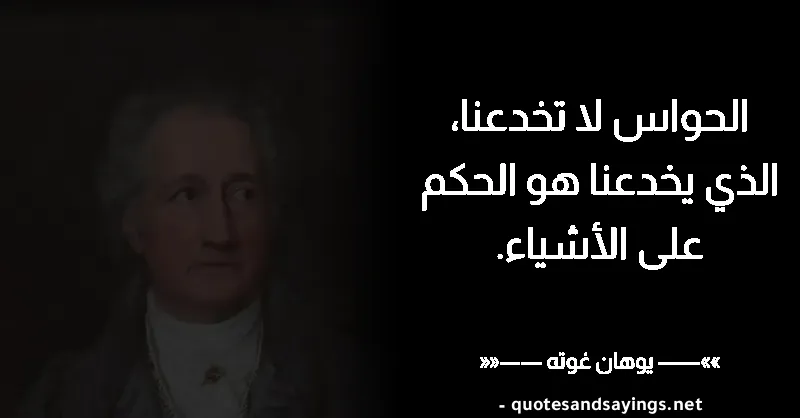 الحواس لا تخدعنا،
الذي يخدعنا هو الحكم
على الأشياء.
»»—— يوهان غوته ——««
- quotesandsayings.net